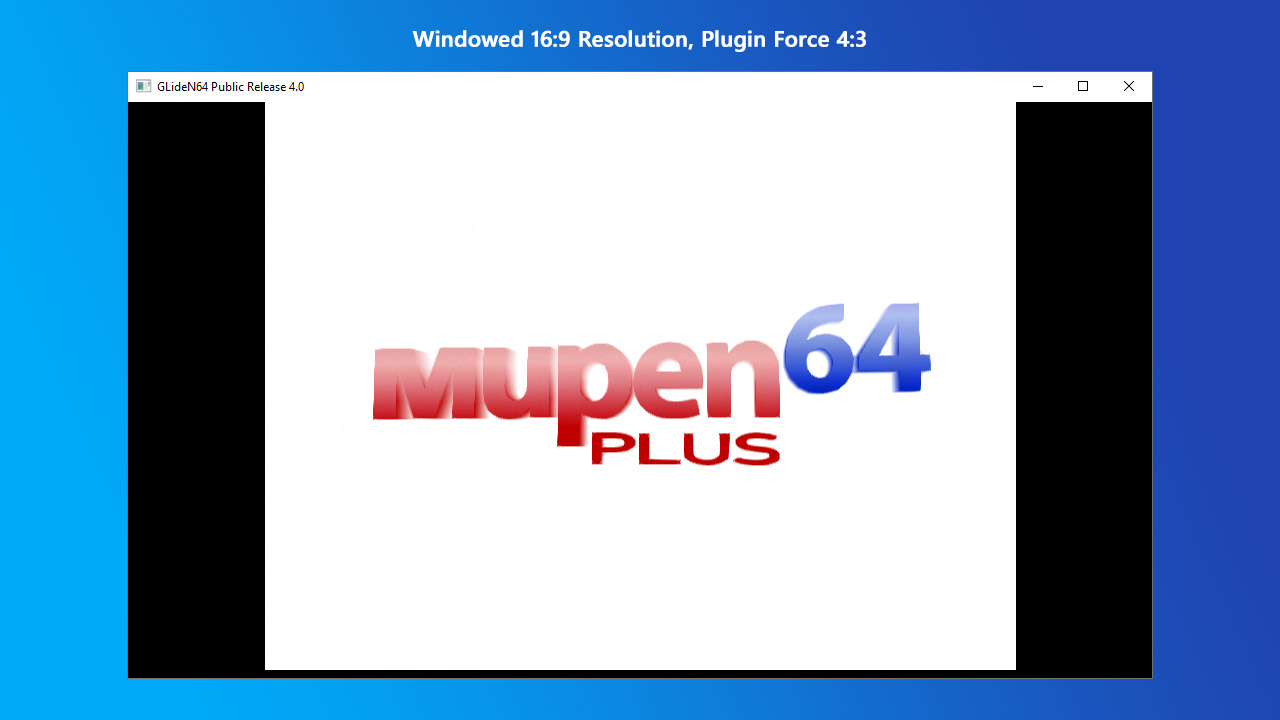 Windowed 16:9 Resolution, Plugin Force 4:3
GLideN64 Public Release 4.0
Mupen64
PLUS